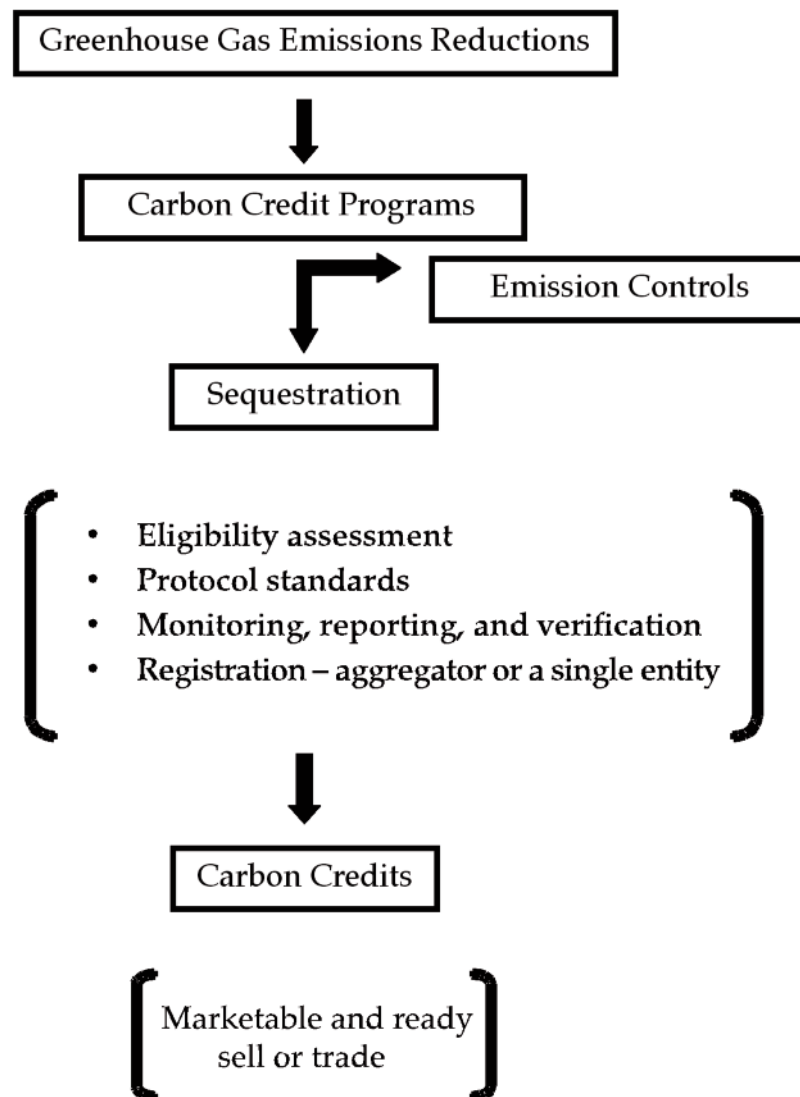 Greenhouse Gas Emissions Reductions
Carbon Credit Programs
Emission Controls
Sequestration
• Eligibility assessment
• Protocol standards
• Monitoring, reporting, and verification
• Registration – aggregator or a single entity
Carbon Credits
Marketable and ready
sell or trade